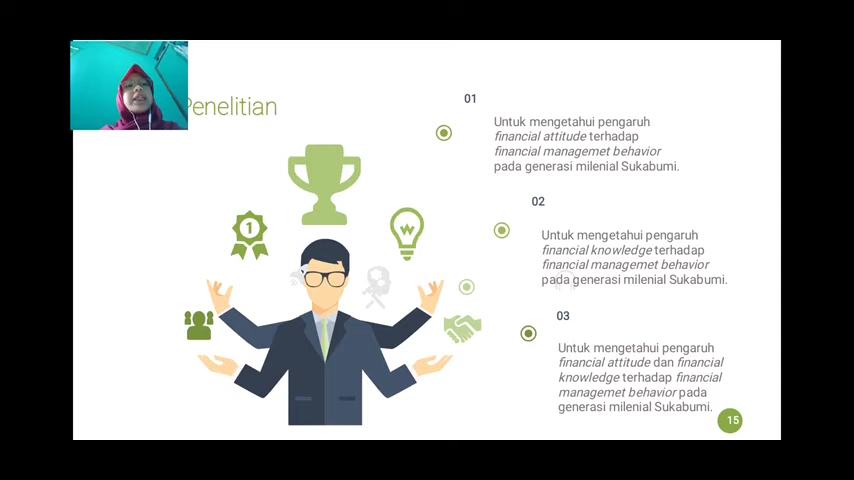 Penelitian
01
Untuk mengetahui pengaruh
financial attitude terhadap
financial managemet behavior
pada generasi milenial Sukabumi.
02
Untuk mengetahui pengaruh
financial knowledge terhadap
financial managemet behavior
pada generasi milenial Sukabumi.
03
Untuk mengetahui pengaruh
financial attitude dan financial
knowledge terhadap financial
managemet behavior pada
generasi milenial Sukabumi.
1
15